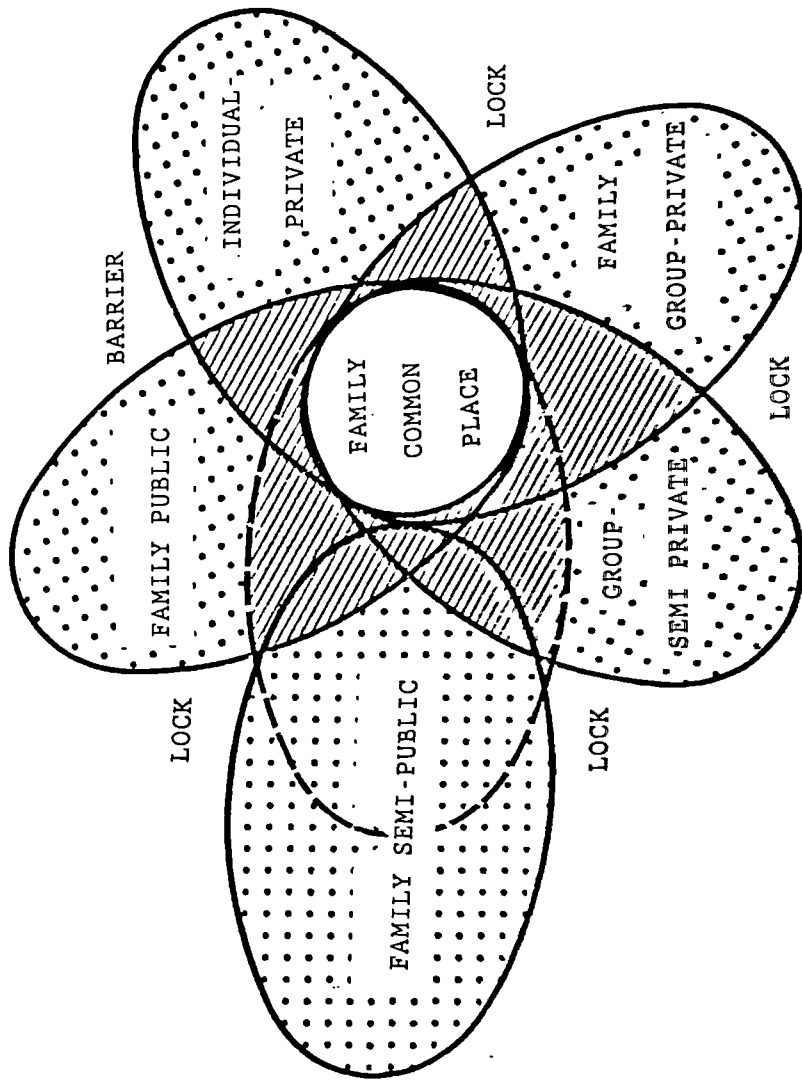 BARRIER
FAMILY PUBLIC
LOCK
INDIVIDUAL-
PRIVATE
FAMILY
COMMON
PLACE
FAMILY SEMI-PUBLIC
LOCK
LOCK
GROUP-
SEMI PRIVATE
FAMILY
GROUP-PRIVATE
LOCK